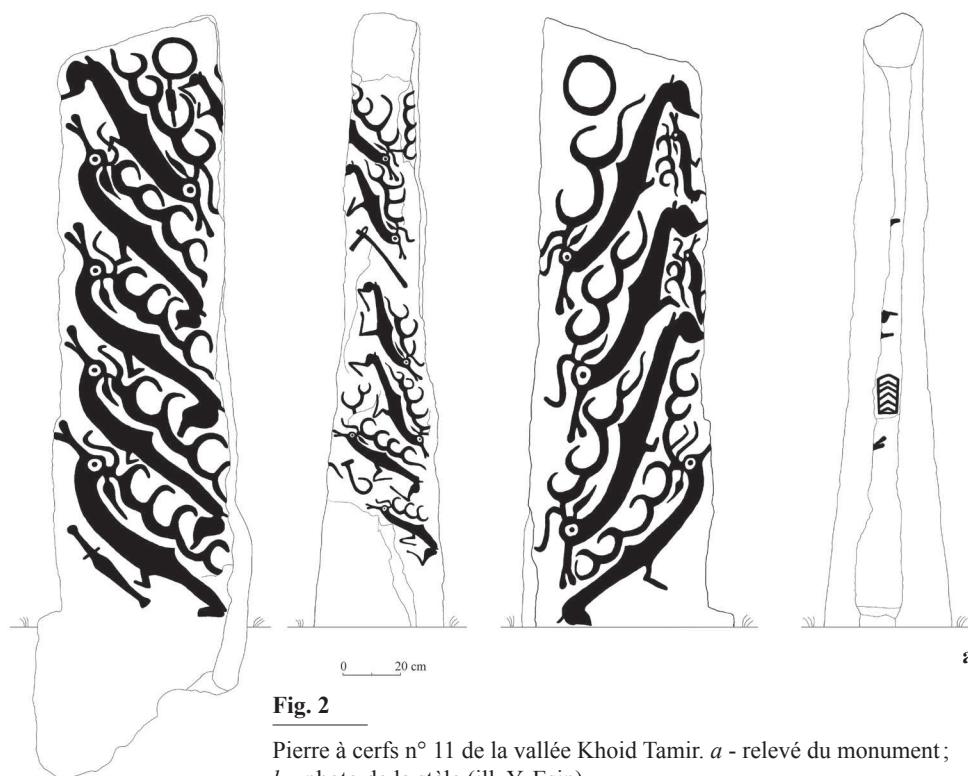 a
0 20 cm
Fig. 2
Pierre à cerfs n° 11 de la vallée Khoid Tamir. a - relevé du monument ;